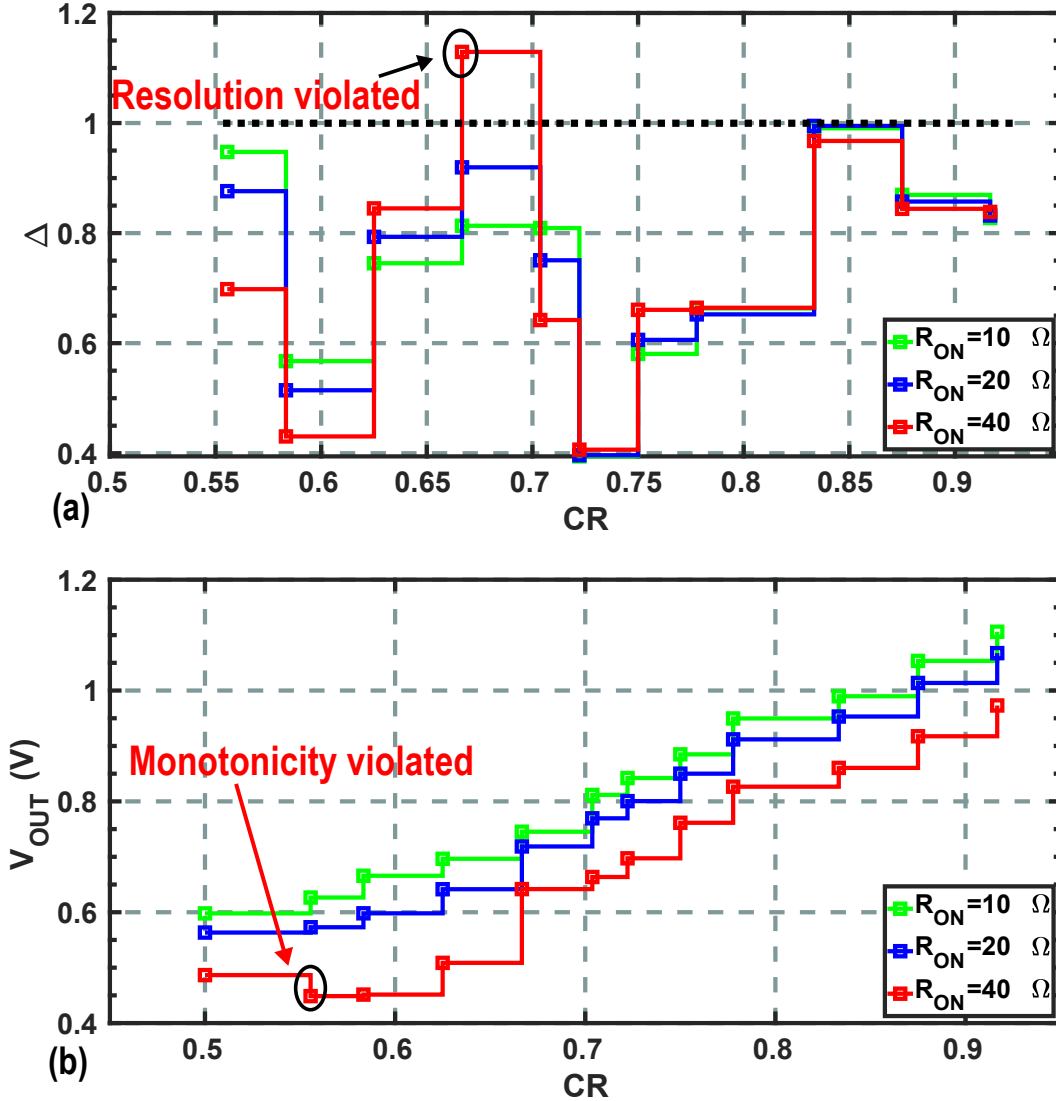 1.2
Resolution violated
1
0.8
Δ
0.6
0.4
R_ON=10 Ω
R_ON=20 Ω
R_ON=40 Ω
0.5 0.55 0.6 0.65 0.7 0.75 0.8 0.85 0.9
(a)
CR
1.2
1
Monotonicity violated
0.8
V_OUT (V)
0.6
0.4
R_ON=10 Ω
R_ON=20 Ω
R_ON=40 Ω
0.5 0.6 0.7 0.8 0.9
(b)
CR